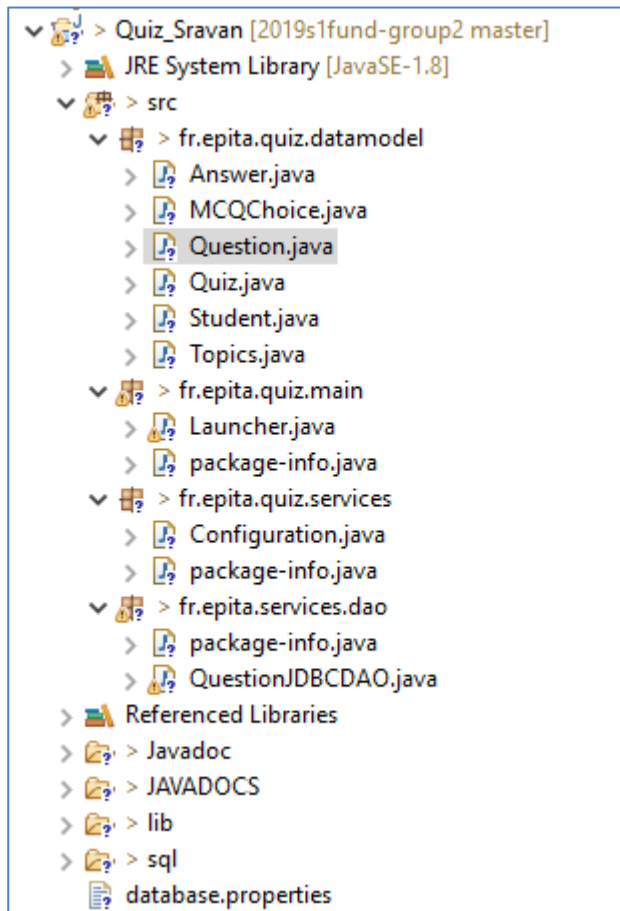 > Quiz_Sravan [2019s1fund-group2 master]
> JRE System Library [JavaSE-1.8]
> src
> fr.epita.quiz.datamodel
> Answer.java
> MCQChoice.java
> Question.java
> Quiz.java
> Student.java
> Topics.java
> fr.epita.quiz.main
> Launcher.java
> package-info.java
> fr.epita.quiz.services
> Configuration.java
> package-info.java
> fr.epita.services.dao
> package-info.java
> QuestionJDBCDAO.java
> Referenced Libraries
> > Javadoc
> > JAVADOCS
> > lib
> > sql
database.properties